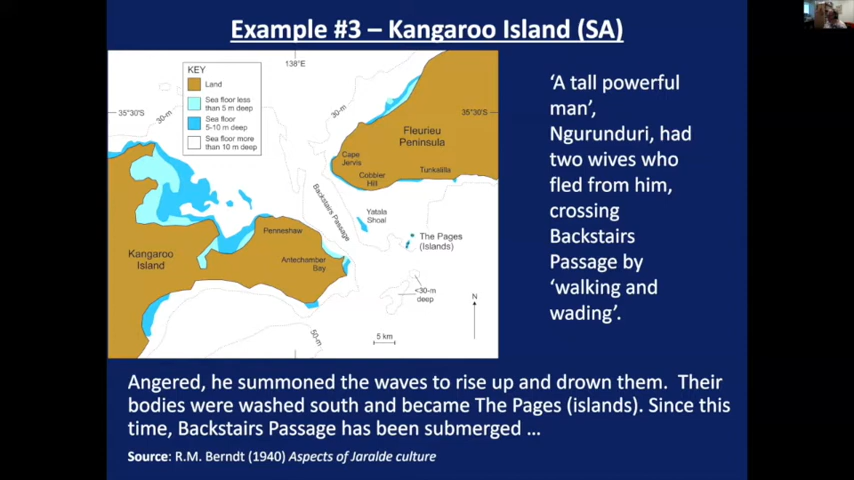 Example #3 – Kangaroo Island (SA)
KEY
Land
Sea floor less
than 5 m deep
Sea floor
5-10 m deep
Sea floor more
than 10 m deep
138°E
35°30'S
35°30'S
30-m
30-m
Fleurieu
Peninsula
Cape
Jervis
Cobbler
Hill
Tunkalilla
Backstairs Passage
Yatala
Shoal
The Pages
(Islands)
Penneshaw
Kangaroo
Island
Antechamber
Bay
<30-m
deep
N
50-m
5 km
‘A tall powerful
man’,
Ngurunduri, had
two wives who
fled from him,
crossing
Backstairs
Passage by
‘walking and
wading’.
Angered, he summoned the waves to rise up and drown them.  Their
bodies were washed south and became The Pages (islands). Since this
time, Backstairs Passage has been submerged …
Source: R.M. Berndt (1940) Aspects of Jaralde culture